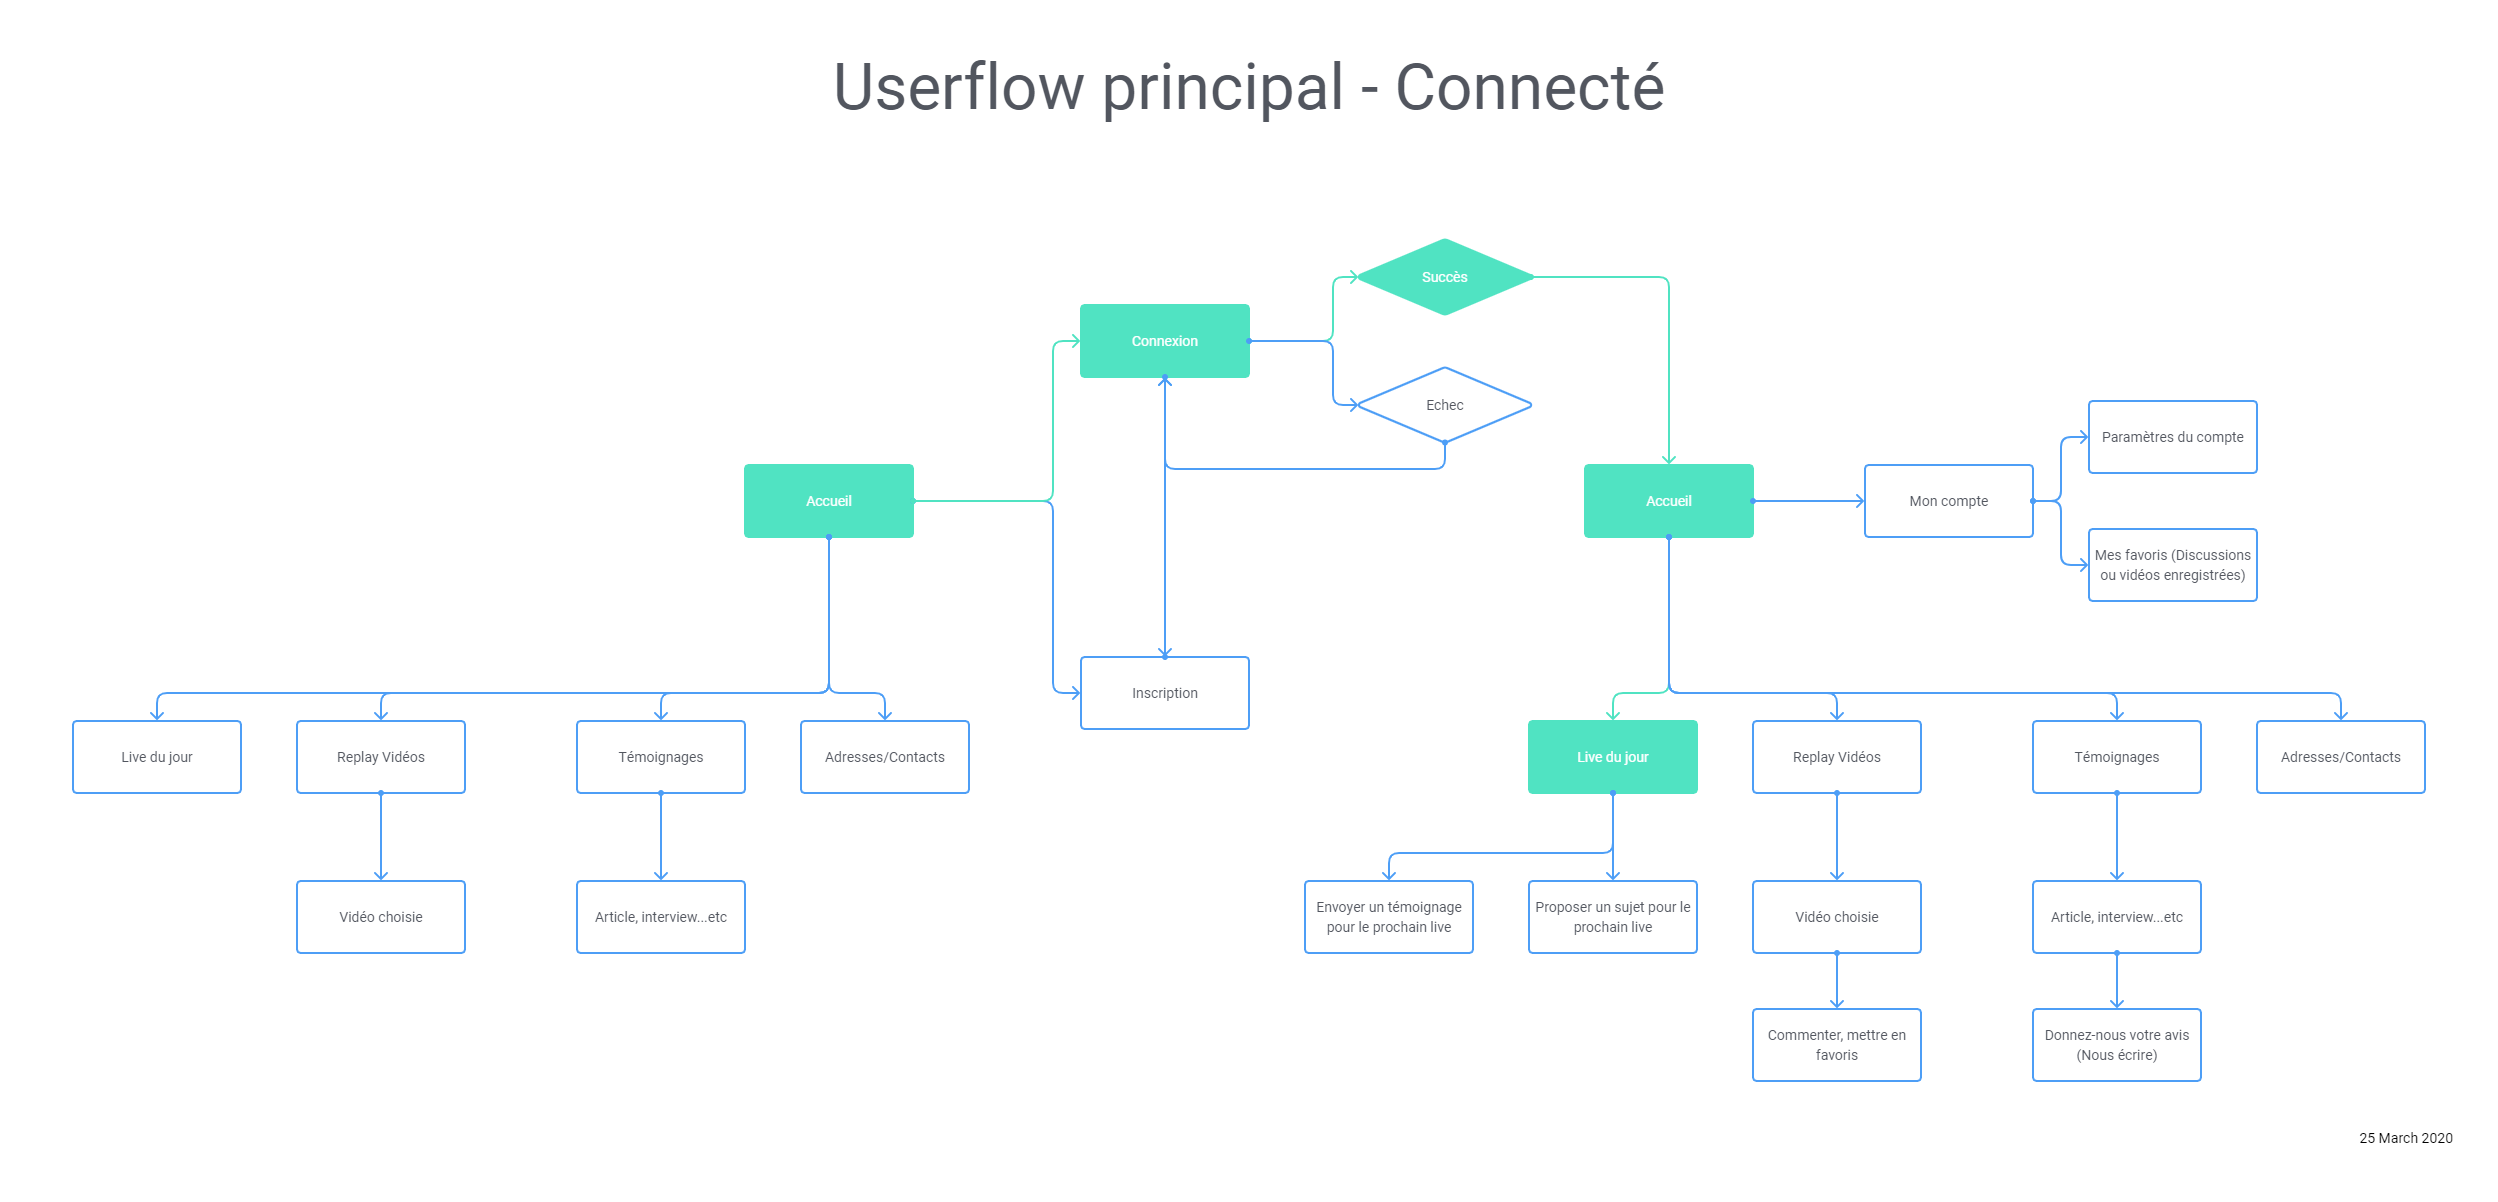 Userflow principal - Connecté
Succès
Connexion
Echec
Accueil
Accueil
Mon compte
Paramètres du compte
Mes favoris (Discussions
ou vidéos enregistrées)
Inscription
Live du jour
Replay Vidéos
Témoignages
Adresses/Contacts
Live du jour
Replay Vidéos
Témoignages
Adresses/Contacts
Vidéo choisie
Article, interview...etc
Envoyer un témoignage
pour le prochain live
Proposer un sujet pour le
prochain live
Vidéo choisie
Article, interview...etc
Commenter, mettre en
favoris
Donnez-nous votre avis
(Nous écrire)
25 March 2020